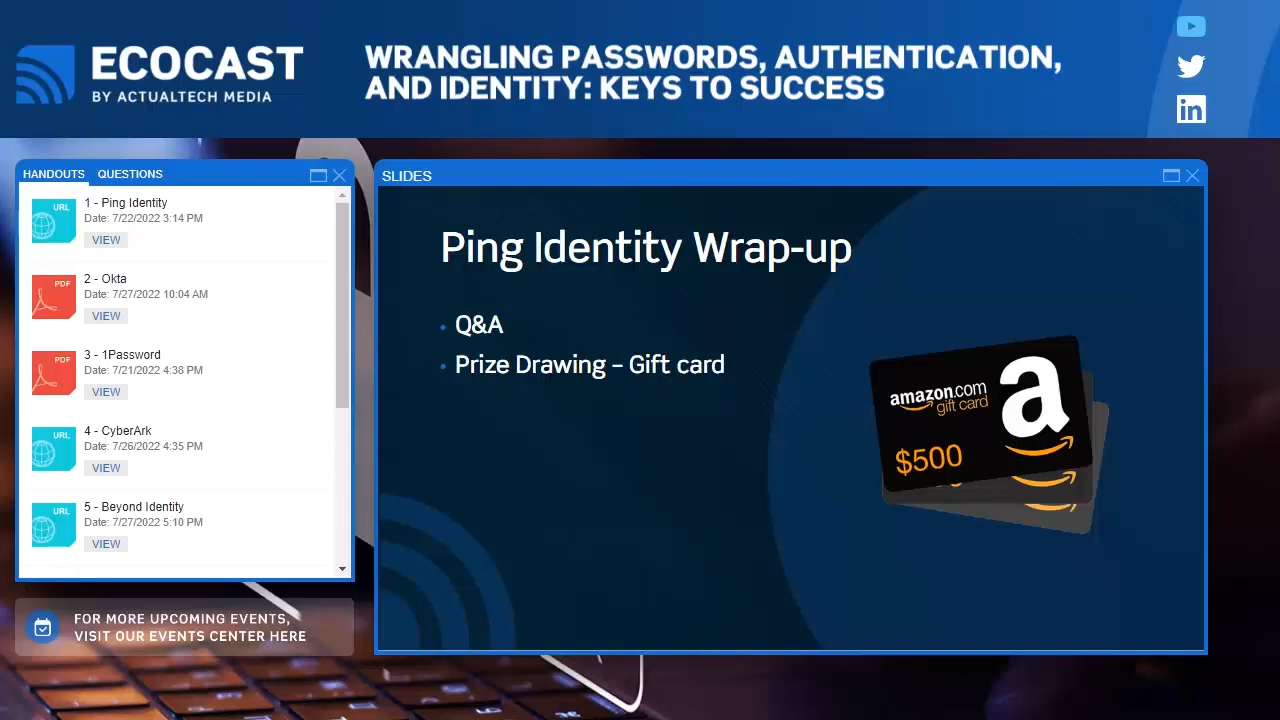 ECOCAST
BY ACTUALTECH MEDIA
WRANGLING PASSWORDS, AUTHENTICATION,
AND IDENTITY: KEYS TO SUCCESS
in
HANDOUTS QUESTIONS
URL
1 - Ping Identity
Date: 7/22/2022 3:14 PM
VIEW
PDF
2 - Okta
Date: 7/27/2022 10:04 AM
VIEW
PDF
3 - 1Password
Date: 7/21/2022 4:38 PM
VIEW
URL
4 - CyberArk
Date: 7/26/2022 4:35 PM
VIEW
URL
5 - Beyond Identity
Date: 7/27/2022 5:10 PM
VIEW
FOR MORE UPCOMING EVENTS,
VISIT OUR EVENTS CENTER HERE
SLIDES
Ping Identity Wrap-up
• Q&A
• Prize Drawing – Gift card
amazon.com
gift card
a
$500